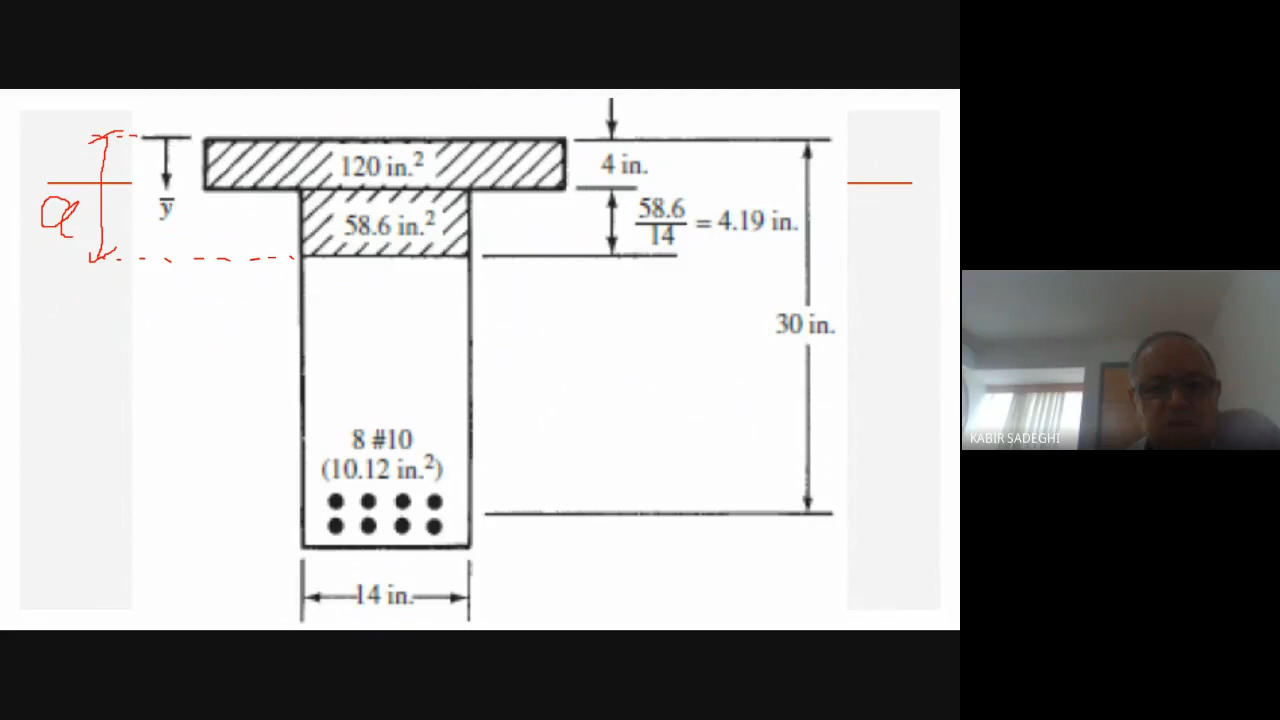 120 in.²
4 in.
a
y̅
58.6 in.²
58.6/14 = 4.19 in.
30 in.
8 #10
(10.12 in.²)
14 in.
KABIR SADEGHI